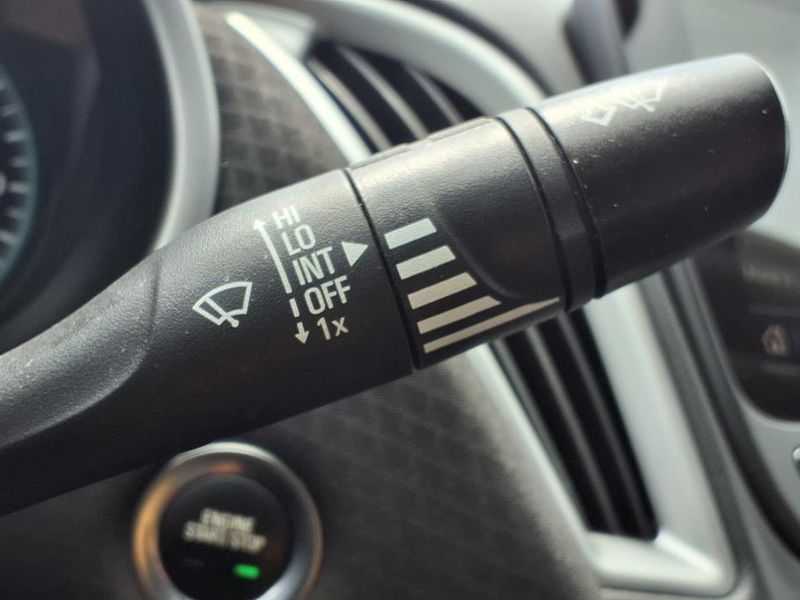 HI
LO
INT
OFF
1x
ENGINE
START/STOP